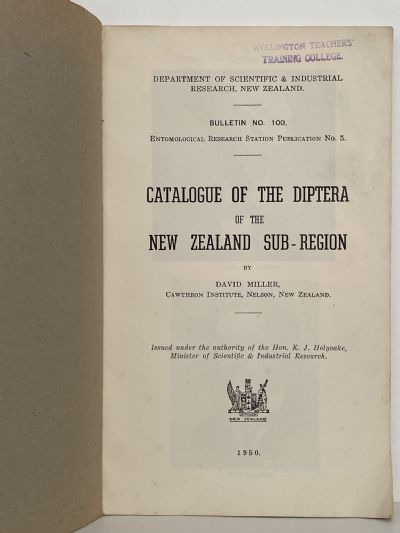 WELLINGTON TEACHERS'
TRAINING COLLEGE.
DEPARTMENT OF SCIENTIFIC & INDUSTRIAL
RESEARCH, NEW ZEALAND.
BULLETIN NO. 100.
ENTOMOLOGICAL RESEARCH STATION PUBLICATION NO. 5.
CATALOGUE OF THE DIPTERA
OF THE
NEW ZEALAND SUB-REGION
BY
DAVID MILLER,
CAWTHRON INSTITUTE, NELSON, NEW ZEALAND.
Issued under the authority of the Hon. K. J. Holyoake,
Minister of Scientific & Industrial Research.
NEW ZEALAND
1950.